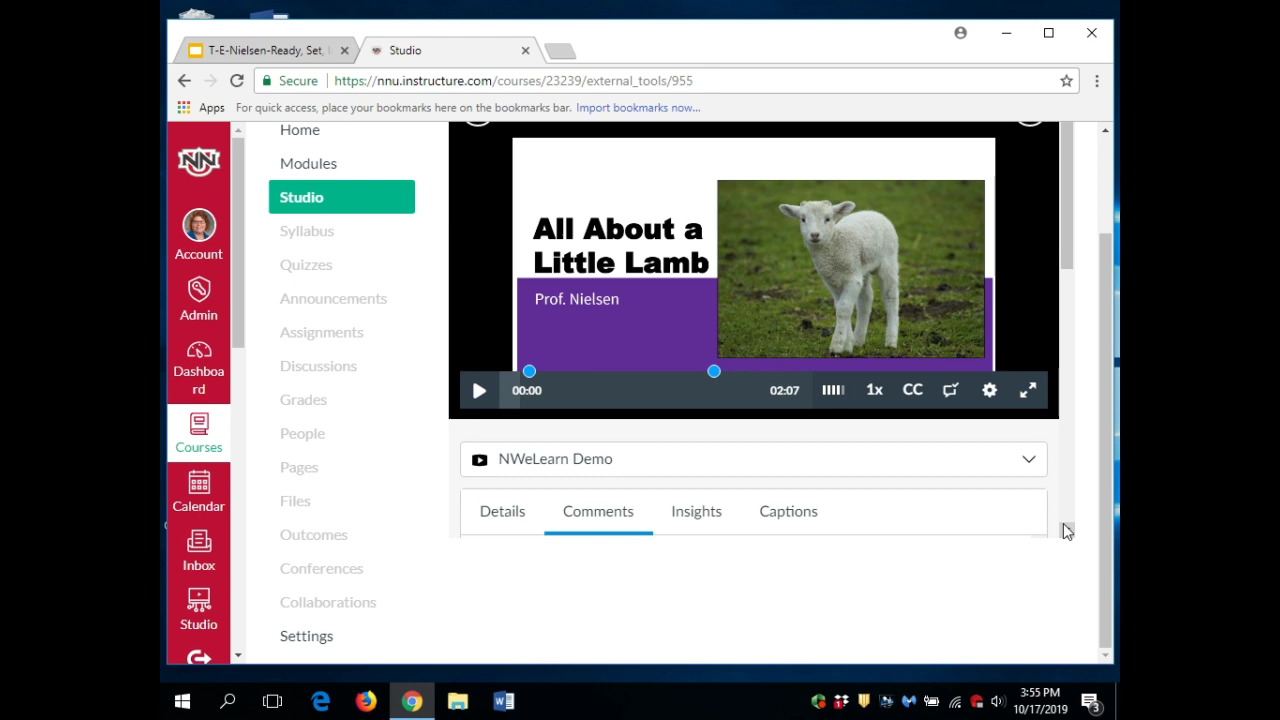 T-E-Nielsen-Ready, Set,
Studio
Secure
https://nnu.instructure.com/courses/23239/external_tools/955
Apps
For quick access, place your bookmarks here on the bookmarks bar. Import bookmarks now...
NN
Account
Admin
Dashboa
rd
Courses
Calendar
Inbox
Studio
Home
Modules
Studio
Syllabus
Quizzes
Announcements
Assignments
Discussions
Grades
People
Pages
Files
Outcomes
Conferences
Collaborations
Settings
All About a
Little Lamb
Prof. Nielsen
00:00
02:07
1x
CC
NWeLearn Demo
Details
Comments
Insights
Captions
3:55 PM
10/17/2019
3